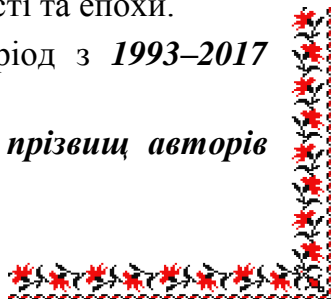 сті та епохи.
ріод з 1993–2017
прізвищ авторів